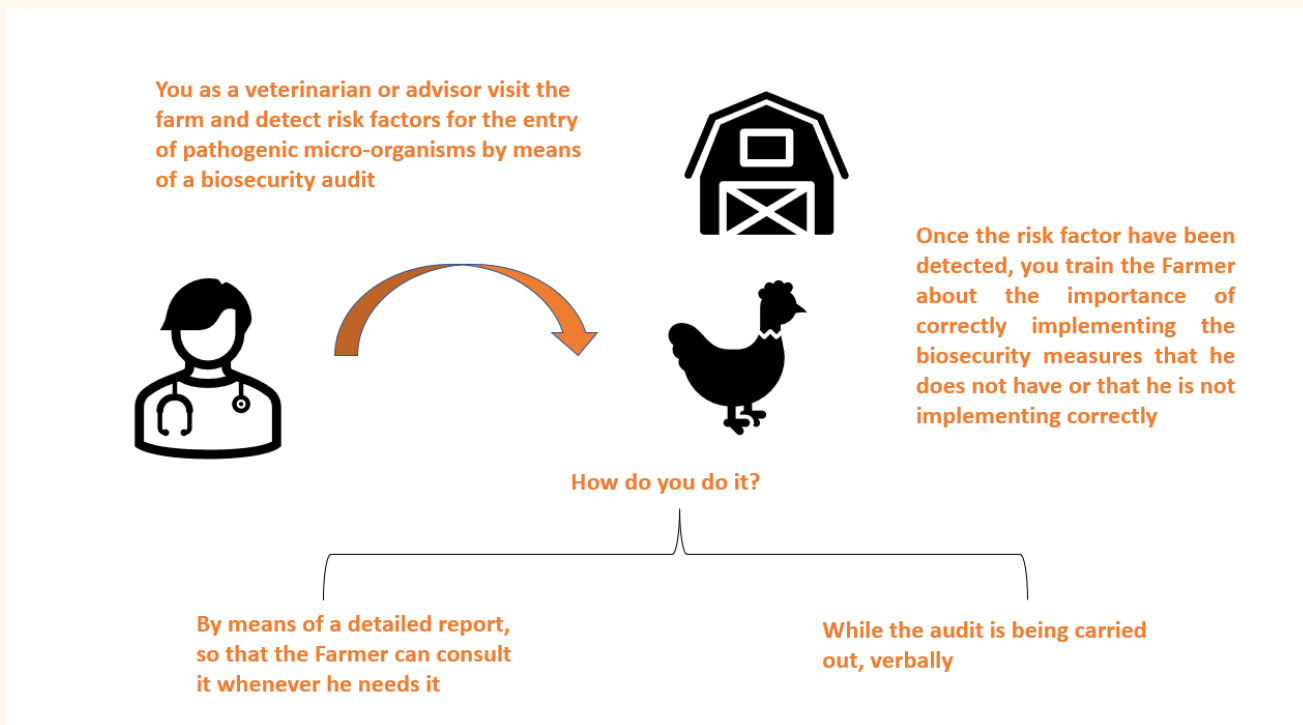 You as a veterinarian or advisor visit the
farm and detect risk factors for the entry
of pathogenic micro-organisms by means
of a biosecurity audit
Once the risk factor have been
detected, you train the Farmer
about the importance of
correctly implementing the
biosecurity measures that he
does not have or that he is not
implementing correctly
How do you do it?
By means of a detailed report,
so that the Farmer can consult
it whenever he needs it
While the audit is being carried
out, verbally